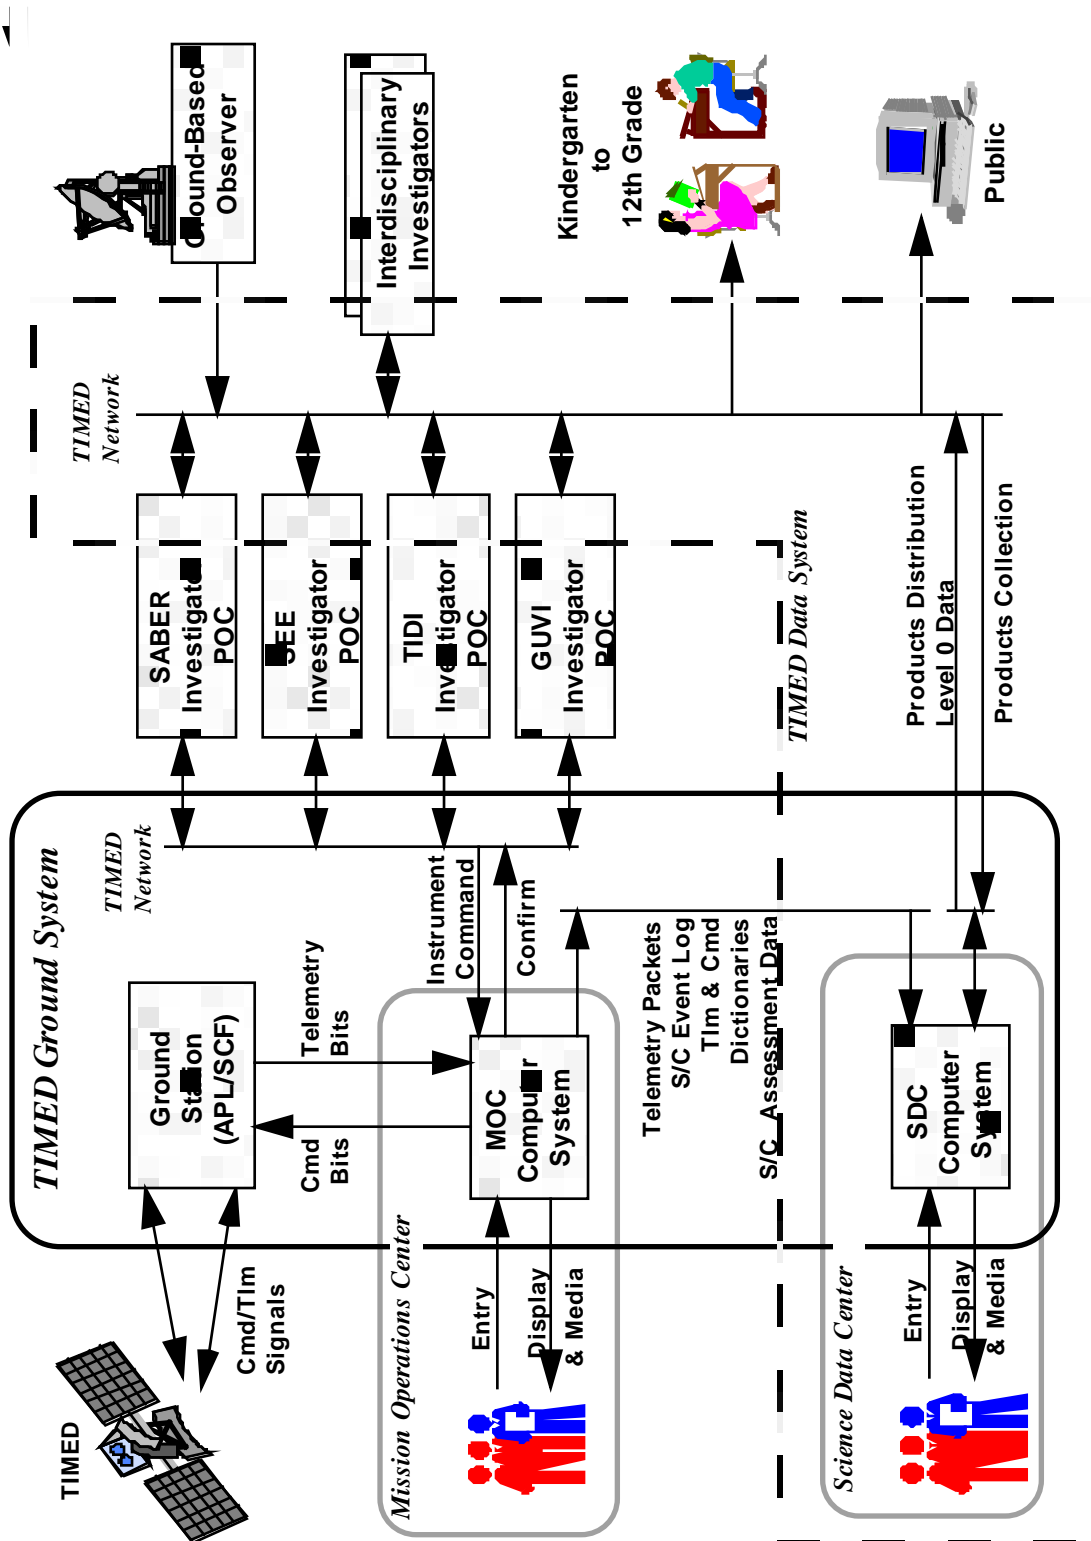 Ground-Based
Observer
Interdisciplinary
Investigators
Kindergarten
to
12th Grade
Public
TIMED
Network
SABER
Investigator
POC
SEE
Investigator
POC
TIDI
Investigator
POC
GUVI
Investigator
POC
TIMED Data System
Products Distribution
Level 0 Data
Products Collection
TIMED Ground System
TIMED
Network
Ground
Station
(APL/SCF)
Telemetry
Bits
Cmd
Bits
Instrument
Command
Confirm
MOC
Computer
System
Telemetry Packets
S/C Event Log
Tlm & Cmd
Dictionaries
S/C Assessment Data
SDC
Computer
System
TIMED
Cmd/Tlm
Signals
Mission Operations Center
Entry
Display
& Media
Science Data Center
Entry
Display
& Media